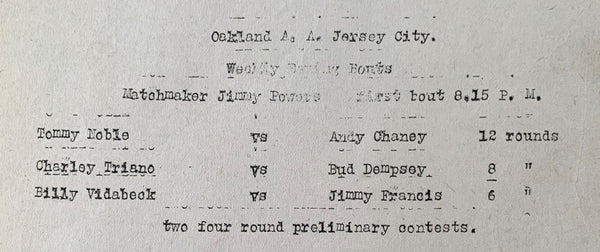 Oakland A. A. Jersey City.
Weekly Boxing Bouts
Matchmaker Jimmy Powers first bout 8.15 P. M.
Tommy Noble vs Andy Chaney 12 rounds
Charley Triano vs Bud Dempsey 8 "
Billy Vidabeck vs Jimmy Francis 6 "
two four round preliminary contests.